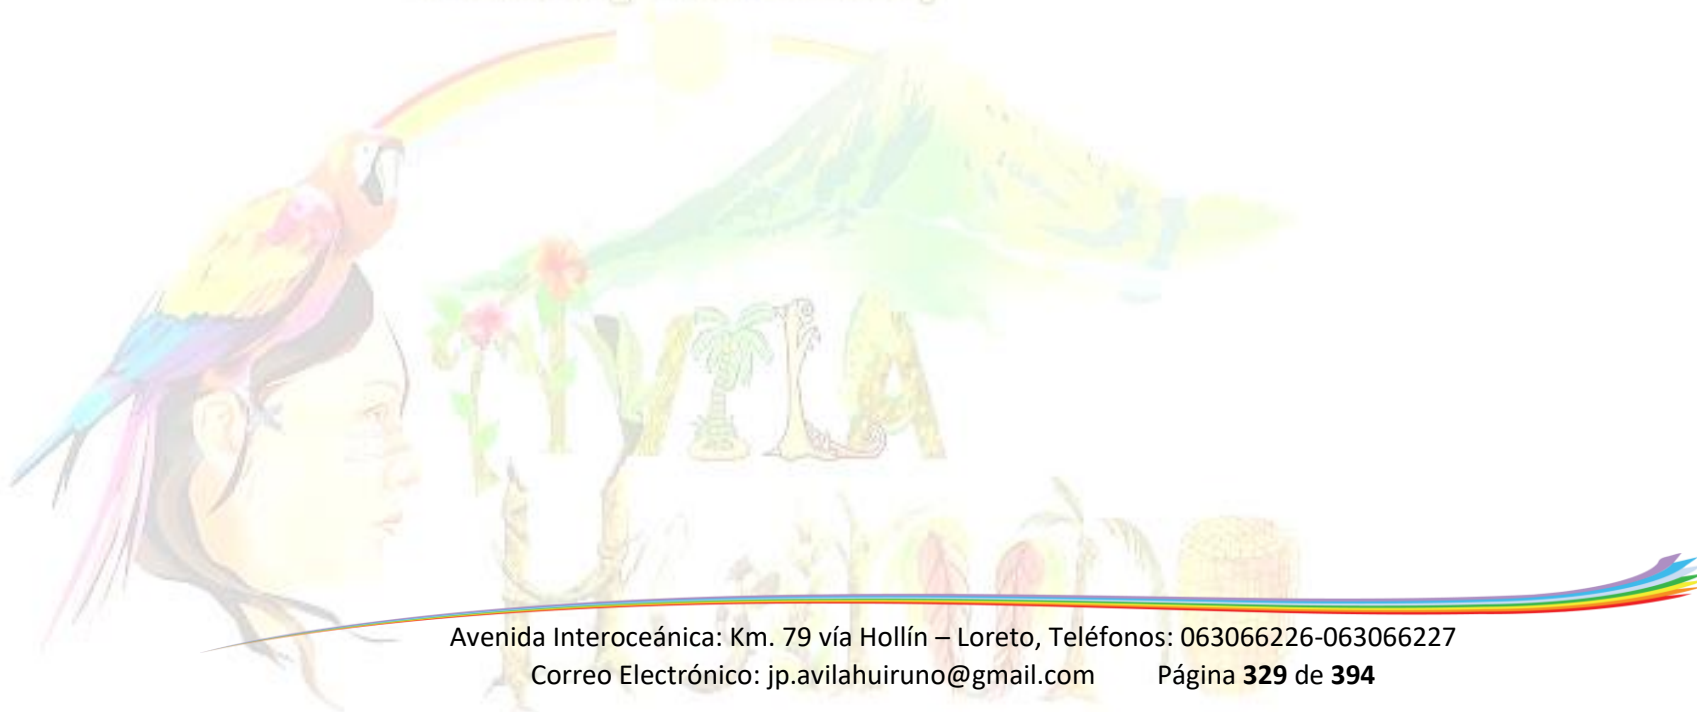 AVILA
Avenida Interoceánica: Km. 79 vía Hollín – Loreto, Teléfonos: 063066226-063066227
Correo Electrónico: jp.avilahuiruno@gmail.com Página 329 de 394